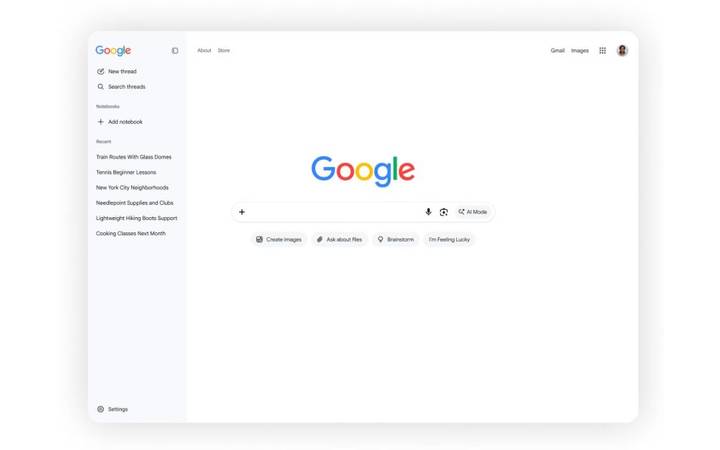 Google
About Store
Gmail Images
New thread
Search threads
Notebooks
Add notebook
Recent
Train Routes With Glass Domes
Tennis Beginner Lessons
New York City Neighborhoods
Needlepoint Supplies and Clubs
Lightweight Hiking Boots Support
Cooking Classes Next Month
Settings
Google
AI Mode
Create images Ask about files Brainstorm I'm Feeling Lucky